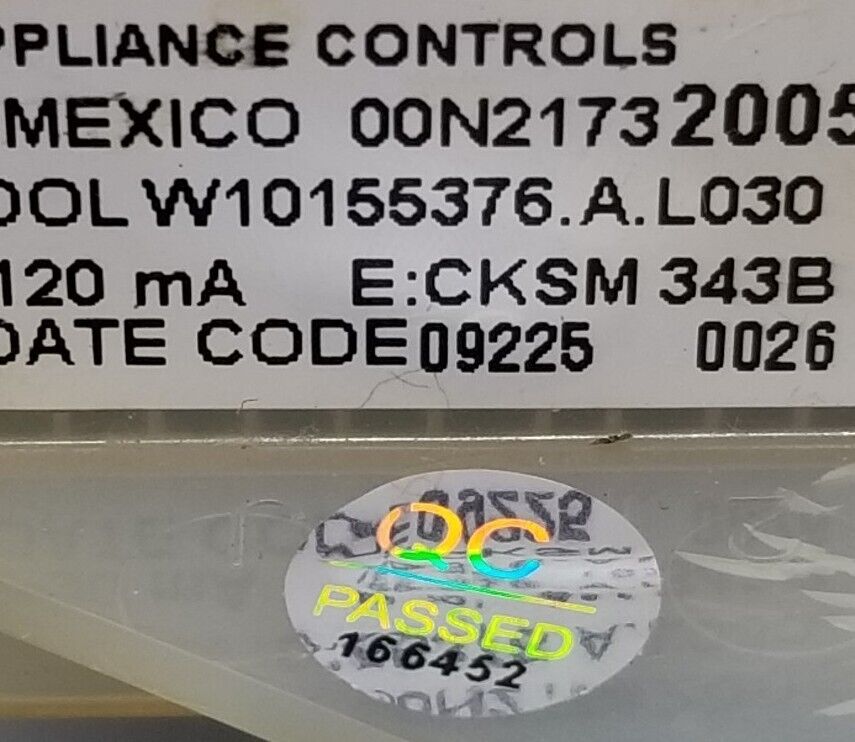 PPLIANCE CONTROLS
MEXICO 00N2173 2005
OOL W10155376.A.L030
120 mA E:CKSM 343B
DATE CODE 09225 0026
QC
PASSED
166452